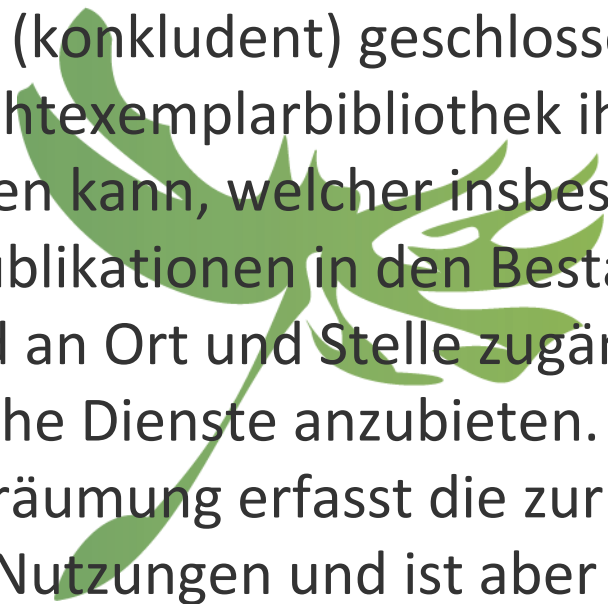 (konkludent) geschlosse
htexemplarbibliothek ih
en kann, welcher insbes
ublikationen in den Besta
d an Ort und Stelle zugän
he Dienste anzubieten.
räumung erfasst die zur
Nutzungen und ist aber